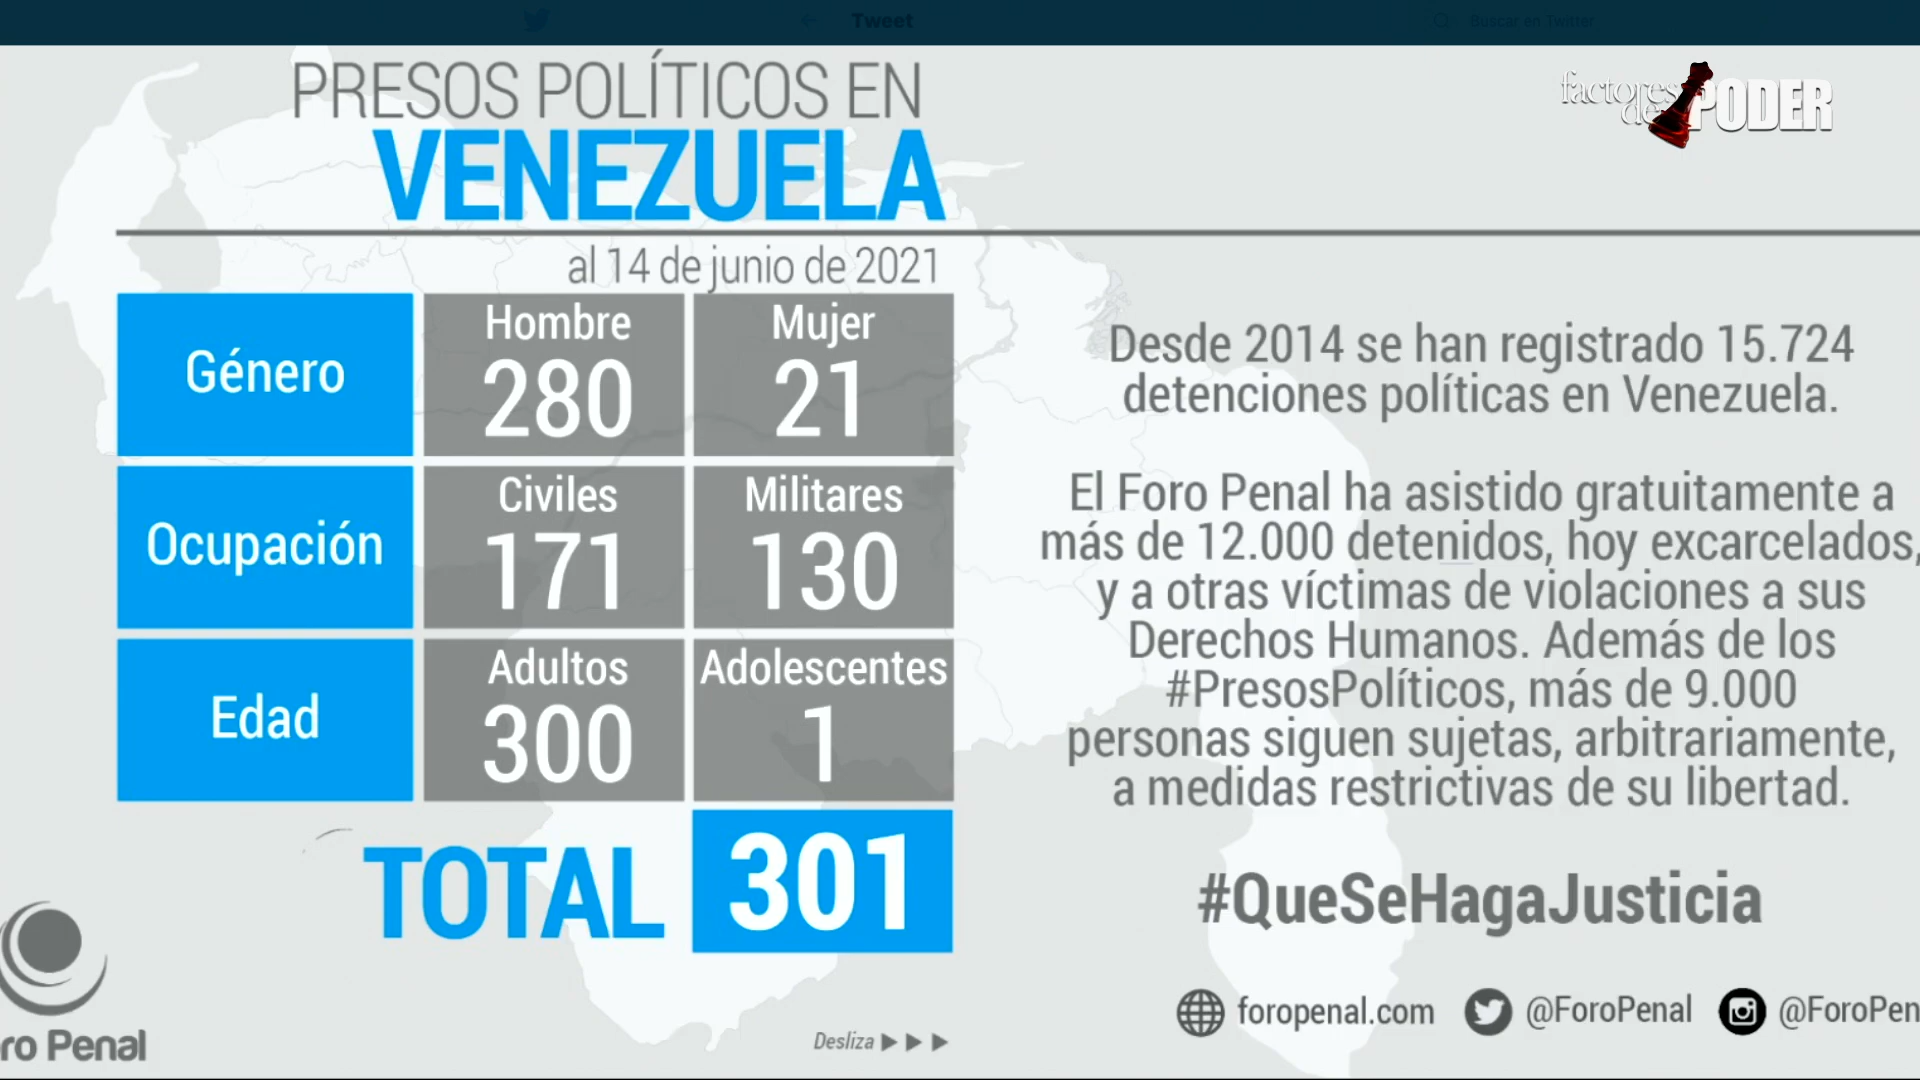 Tweet
Buscar en Twitter
factores de PODER
PRESOS POLÍTICOS EN
VENEZUELA
al 14 de junio de 2021
Género
Hombre
280
Mujer
21
Ocupación
Civiles
171
Militares
130
Edad
Adultos
300
Adolescentes
1
TOTAL
301
ro Penal
Desliza
Desde 2014 se han registrado 15.724
detenciones políticas en Venezuela.
El Foro Penal ha asistido gratuitamente a
más de 12.000 detenidos, hoy excarcelados,
y a otras víctimas de violaciones a sus
Derechos Humanos. Además de los
#PresosPolíticos, más de 9.000
personas siguen sujetas, arbitrariamente,
a medidas restrictivas de su libertad.
#QueSeHagaJusticia
foropenal.com
@ForoPenal
@ForoPen